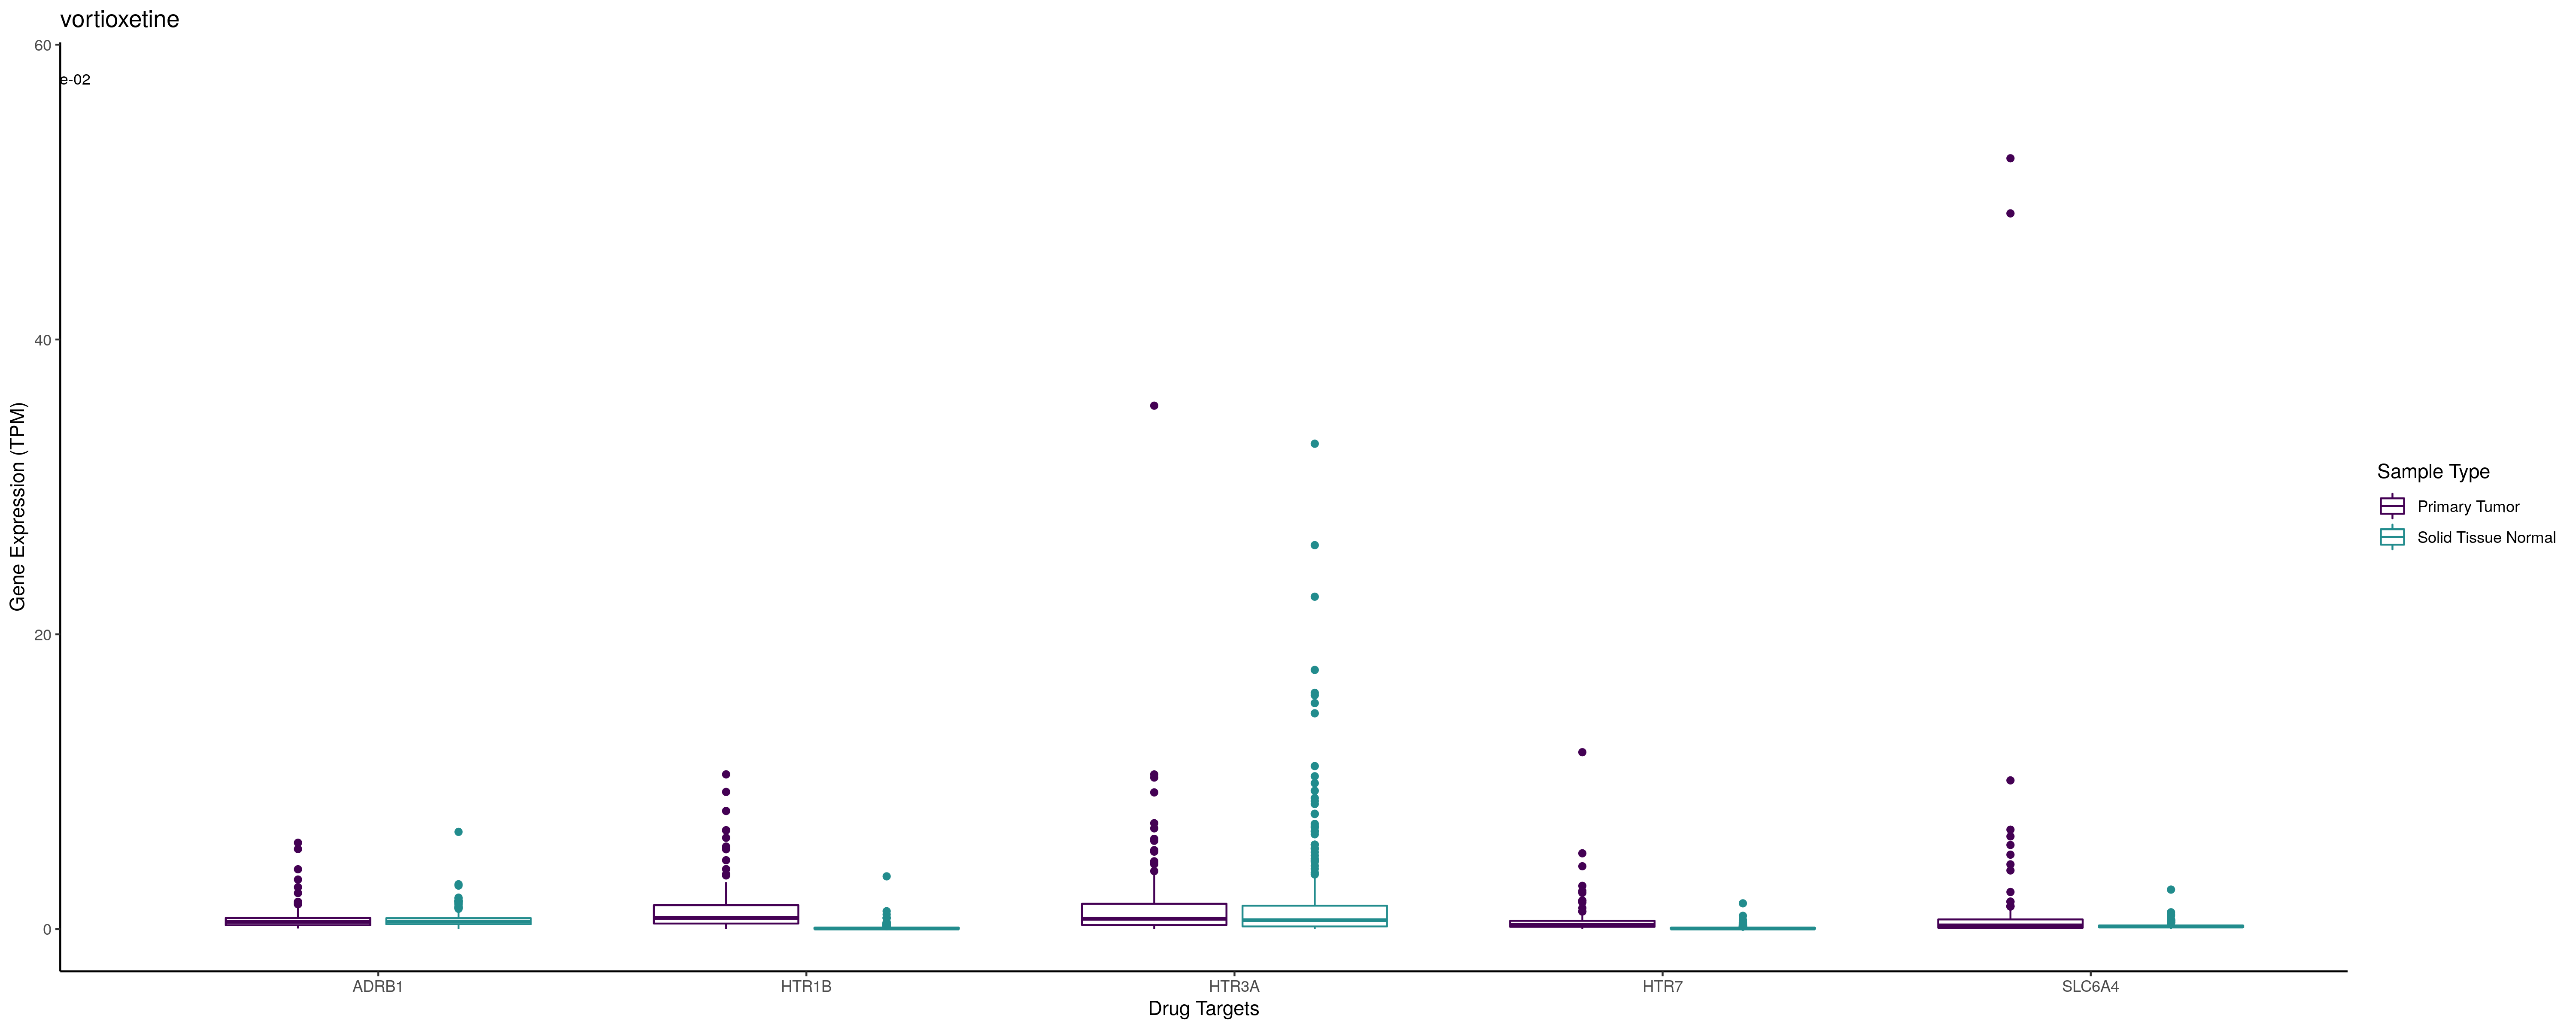 vortioxetine
60
e-02
40
20
0
Gene Expression (TPM)
ADRB1
HTR1B
HTR3A
HTR7
SLC6A4
Drug Targets
Sample Type
Primary Tumor
Solid Tissue Normal